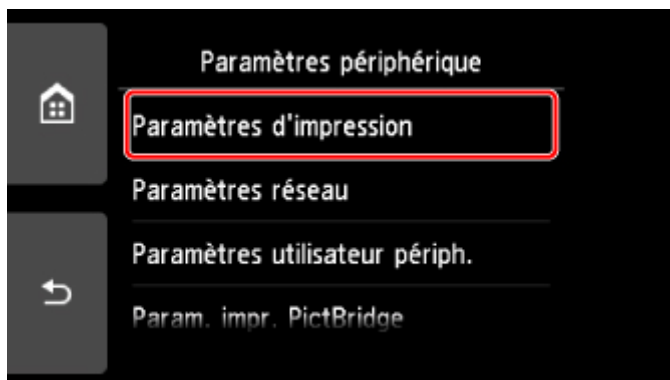 Paramètres périphérique
Paramètres d'impression
Paramètres réseau
Paramètres utilisateur périph.
Param. impr. PictBridge